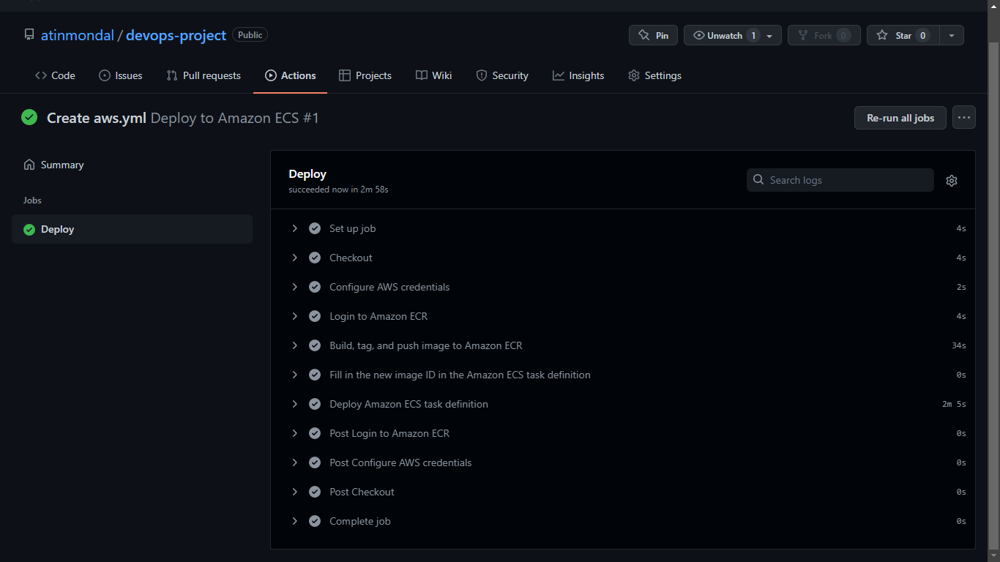 atinmondal / devops-project Public
Pin Unwatch 1 Fork 0 Star 0
Code Issues Pull requests Actions Projects Wiki Security Insights Settings
Create aws.yml Deploy to Amazon ECS #1
Re-run all jobs
Summary
Jobs
Deploy
Deploy
succeeded now in 2m 58s
Search logs
Set up job 4s
Checkout 4s
Configure AWS credentials 2s
Login to Amazon ECR 4s
Build, tag, and push image to Amazon ECR 34s
Fill in the new image ID in the Amazon ECS task definition 0s
Deploy Amazon ECS task definition 2m 5s
Post Login to Amazon ECR 0s
Post Configure AWS credentials 0s
Post Checkout 0s
Complete job 0s